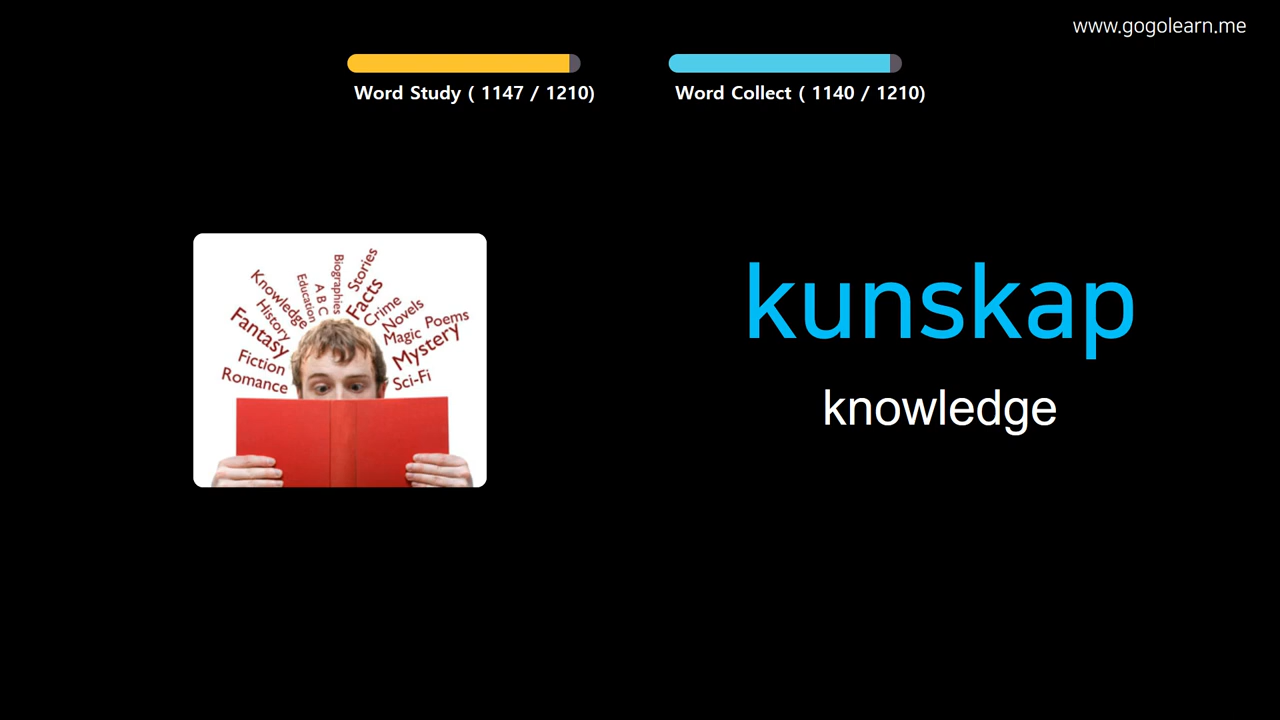 www.gogolearn.me
Word Study ( 1147 / 1210)
Word Collect ( 1140 / 1210)
Stories
Biographies
Facts
A B C
Education
Knowledge
Crime
History
Novels
Fantasy
Poems
Magic
Mystery
Fiction
Romance
Sci-Fi
kunskap
knowledge